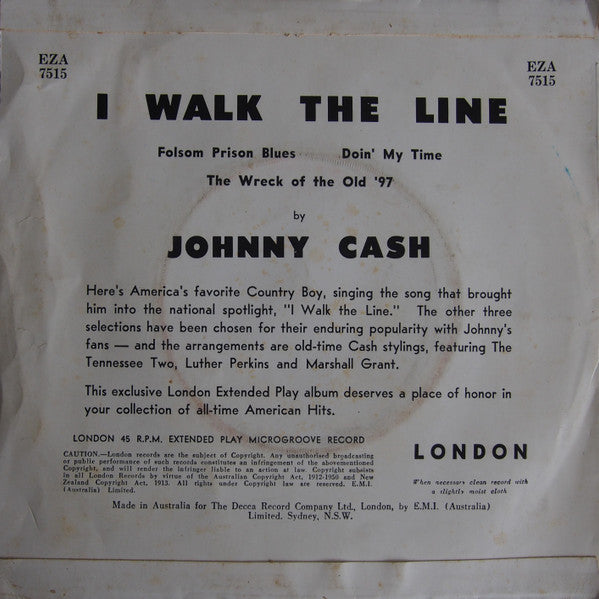 EZA
7515
EZA
7515
I WALK THE LINE
Folsom Prison Blues Doin' My Time
The Wreck of the Old '97
by
JOHNNY CASH
Here's America's favorite Country Boy, singing the song that brought
him into the national spotlight, "I Walk the Line." The other three
selections have been chosen for their enduring popularity with Johnny's
fans — and the arrangements are old-time Cash stylings, featuring The
Tennessee Two, Luther Perkins and Marshall Grant.
This exclusive London Extended Play album deserves a place of honor in
your collection of all-time American Hits.
LONDON 45 R.P.M. EXTENDED PLAY MICROGROOVE RECORD
CAUTION.—London records are the subject of Copyright. Any unauthorised broadcasting
or public performance of such records constitutes an infringement of the abovementioned
Copyright, and will render the infringer liable to an action at law. Copyright subsists
in all London Records by virtue of the Australian Copyright Act, 1912-1950 and New
Zealand Copyright Act. 1913. All rights under Copyright law are reserved. E.M.I.
(Australia) Limited.
LONDON
When necessary clean record with
a slightly moist cloth
Made in Australia for The Decca Record Company Ltd., London, by E.M.I. (Australia)
Limited. Sydney, N.S.W.